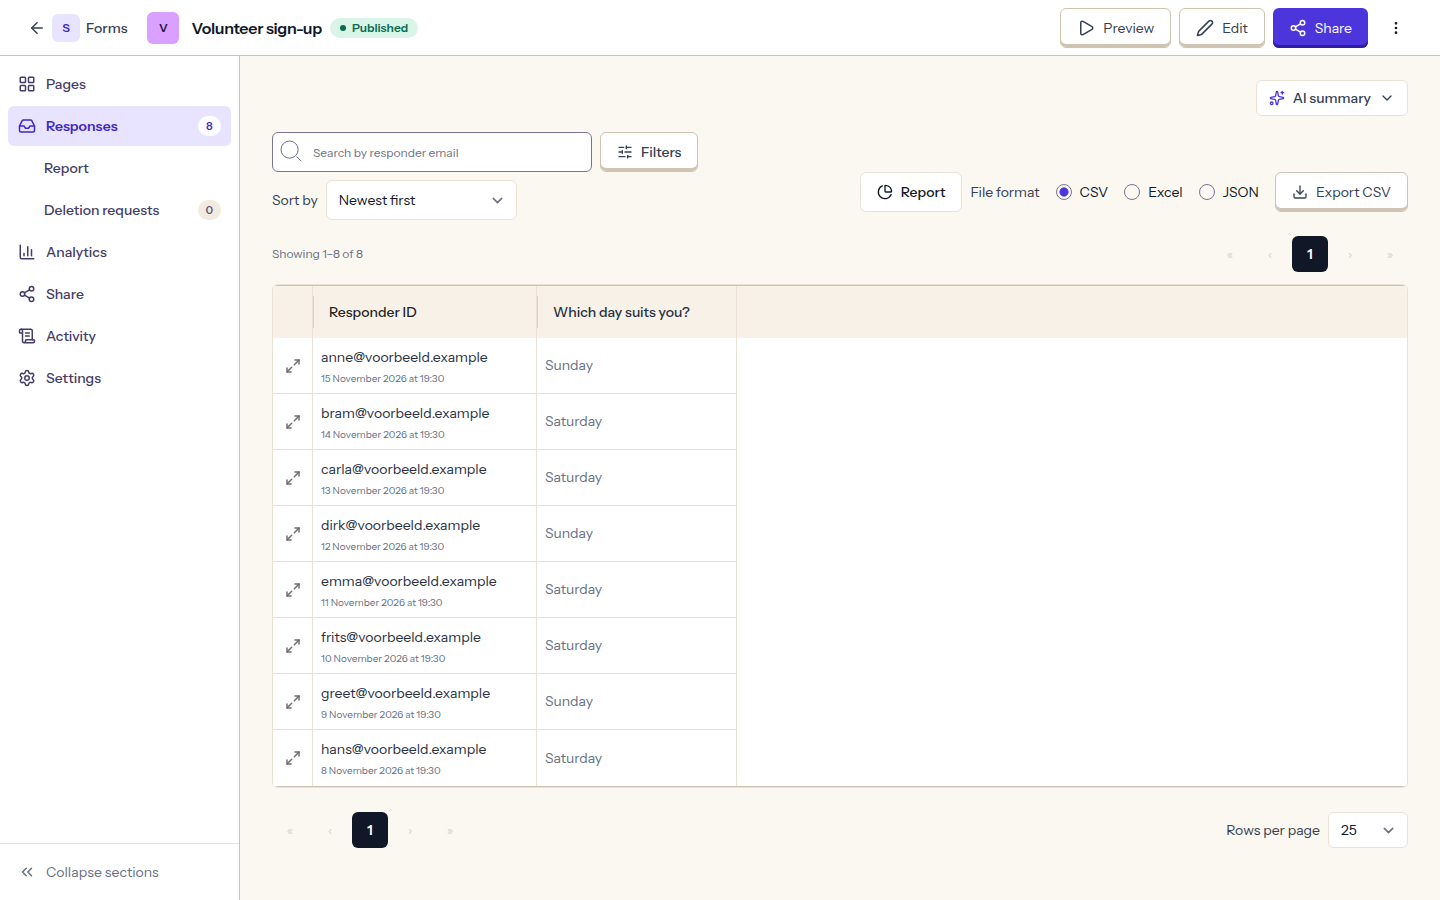 S Forms V Volunteer sign-up Published Preview Edit Share
Pages
Responses 8
Report
Deletion requests 0
Analytics
Share
Activity
Settings
Collapse sections
AI summary
Search by responder email Filters
Sort by Newest first
Report File format CSV Excel JSON Export CSV
Showing 1–8 of 8
« ‹ 1 › »
Responder ID Which day suits you?
anne@voorbeeld.example Sunday
15 November 2026 at 19:30
bram@voorbeeld.example Saturday
14 November 2026 at 19:30
carla@voorbeeld.example Saturday
13 November 2026 at 19:30
dirk@voorbeeld.example Sunday
12 November 2026 at 19:30
emma@voorbeeld.example Saturday
11 November 2026 at 19:30
frits@voorbeeld.example Saturday
10 November 2026 at 19:30
greet@voorbeeld.example Sunday
9 November 2026 at 19:30
hans@voorbeeld.example Saturday
8 November 2026 at 19:30
« ‹ 1 › »
Rows per page 25